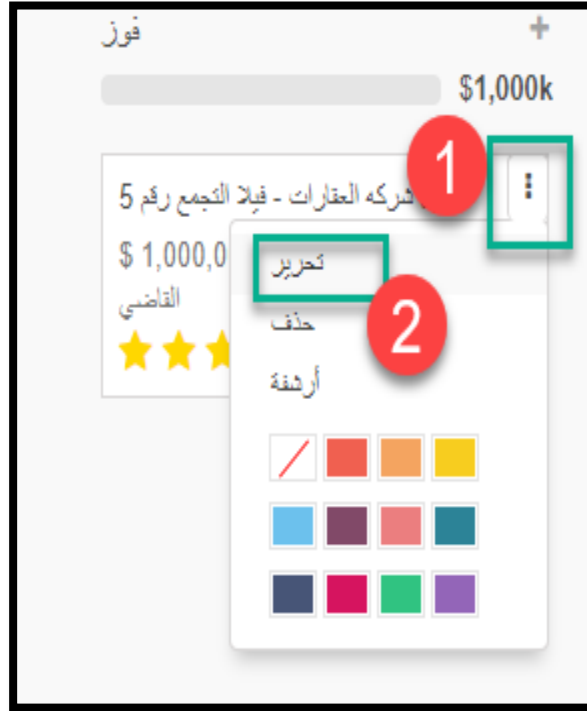 فوز +
$1,000k
1
شركه العقارات - فيلا التجمع رقم 5
$ 1,000,0
القاضي
تحرير
2
حذف
أرشفة